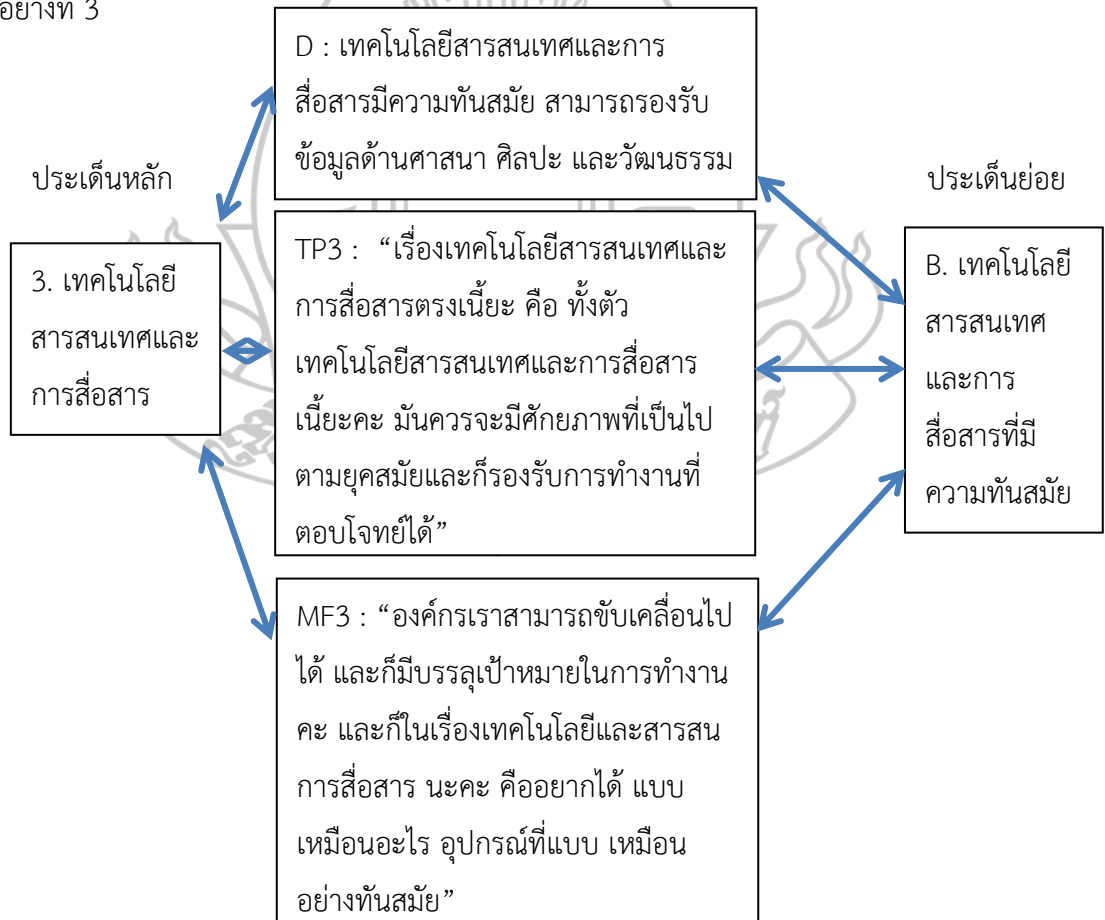 อย่างที่ 3
D : เทคโนโลยีสารสนเทศและการ
สื่อสารมีความทันสมัย สามารถรองรับ
ข้อมูลด้านศาสนา ศิลปะ และวัฒนธรรม
ประเด็นหลัก
ประเด็นย่อย
3. เทคโนโลยี
สารสนเทศและ
การสื่อสาร
TP3 : “เรื่องเทคโนโลยีสารสนเทศและ
การสื่อสารตรงเนี้ยะ คือ ทั้งตัว
เทคโนโลยีสารสนเทศและการสื่อสาร
เนี้ยะคะ มันควรจะมีศักยภาพที่เป็นไป
ตามยุคสมัยและก็รองรับการทำงานที่
ตอบโจทย์ได้”
B. เทคโนโลยี
สารสนเทศ
และการ
สื่อสารที่มี
ความทันสมัย
MF3 : “องค์กรเราสามารถขับเคลื่อนไป
ได้ และก็มีบรรลุเป้าหมายในการทำงาน
คะ และก็ในเรื่องเทคโนโลยีและสารสน
การสื่อสาร นะคะ คืออยากได้ แบบ
เหมือนอะไร อุปกรณ์ที่แบบ เหมือน
อย่างทันสมัย”